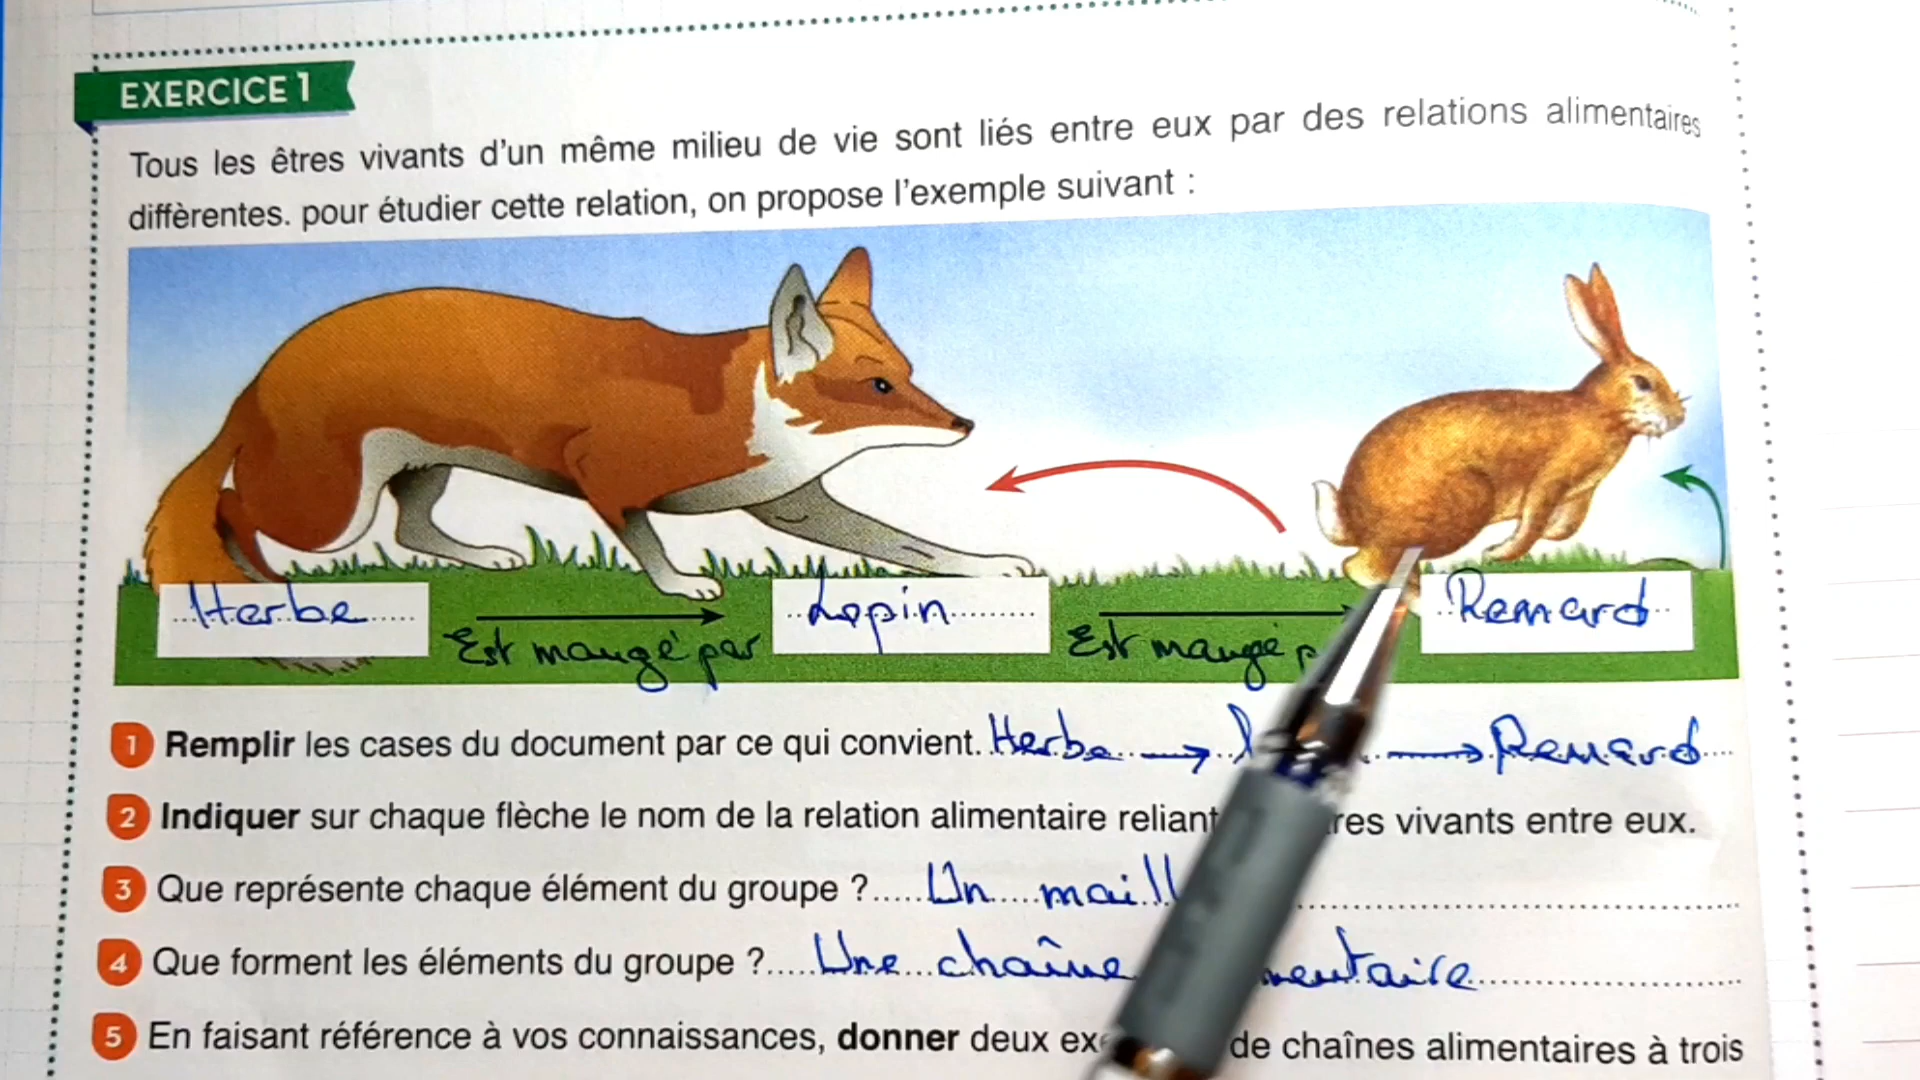 EXERCICE 1
Tous les êtres vivants d'un même milieu de vie sont liés entre eux par des relations alimentaires
diffèrentes. pour étudier cette relation, on propose l'exemple suivant :
Herbe Lapin Renard
Est mangé par Est mangé
1 Remplir les cases du document par ce qui convient. Herbe → → Renard
2 Indiquer sur chaque flèche le nom de la relation alimentaire reliant vivants entre eux.
3 Que représente chaque élément du groupe ? Un
4 Que forment les éléments du groupe ? Une chaîne
5 En faisant référence à vos connaissances, donner deux de chaînes alimentaires à trois